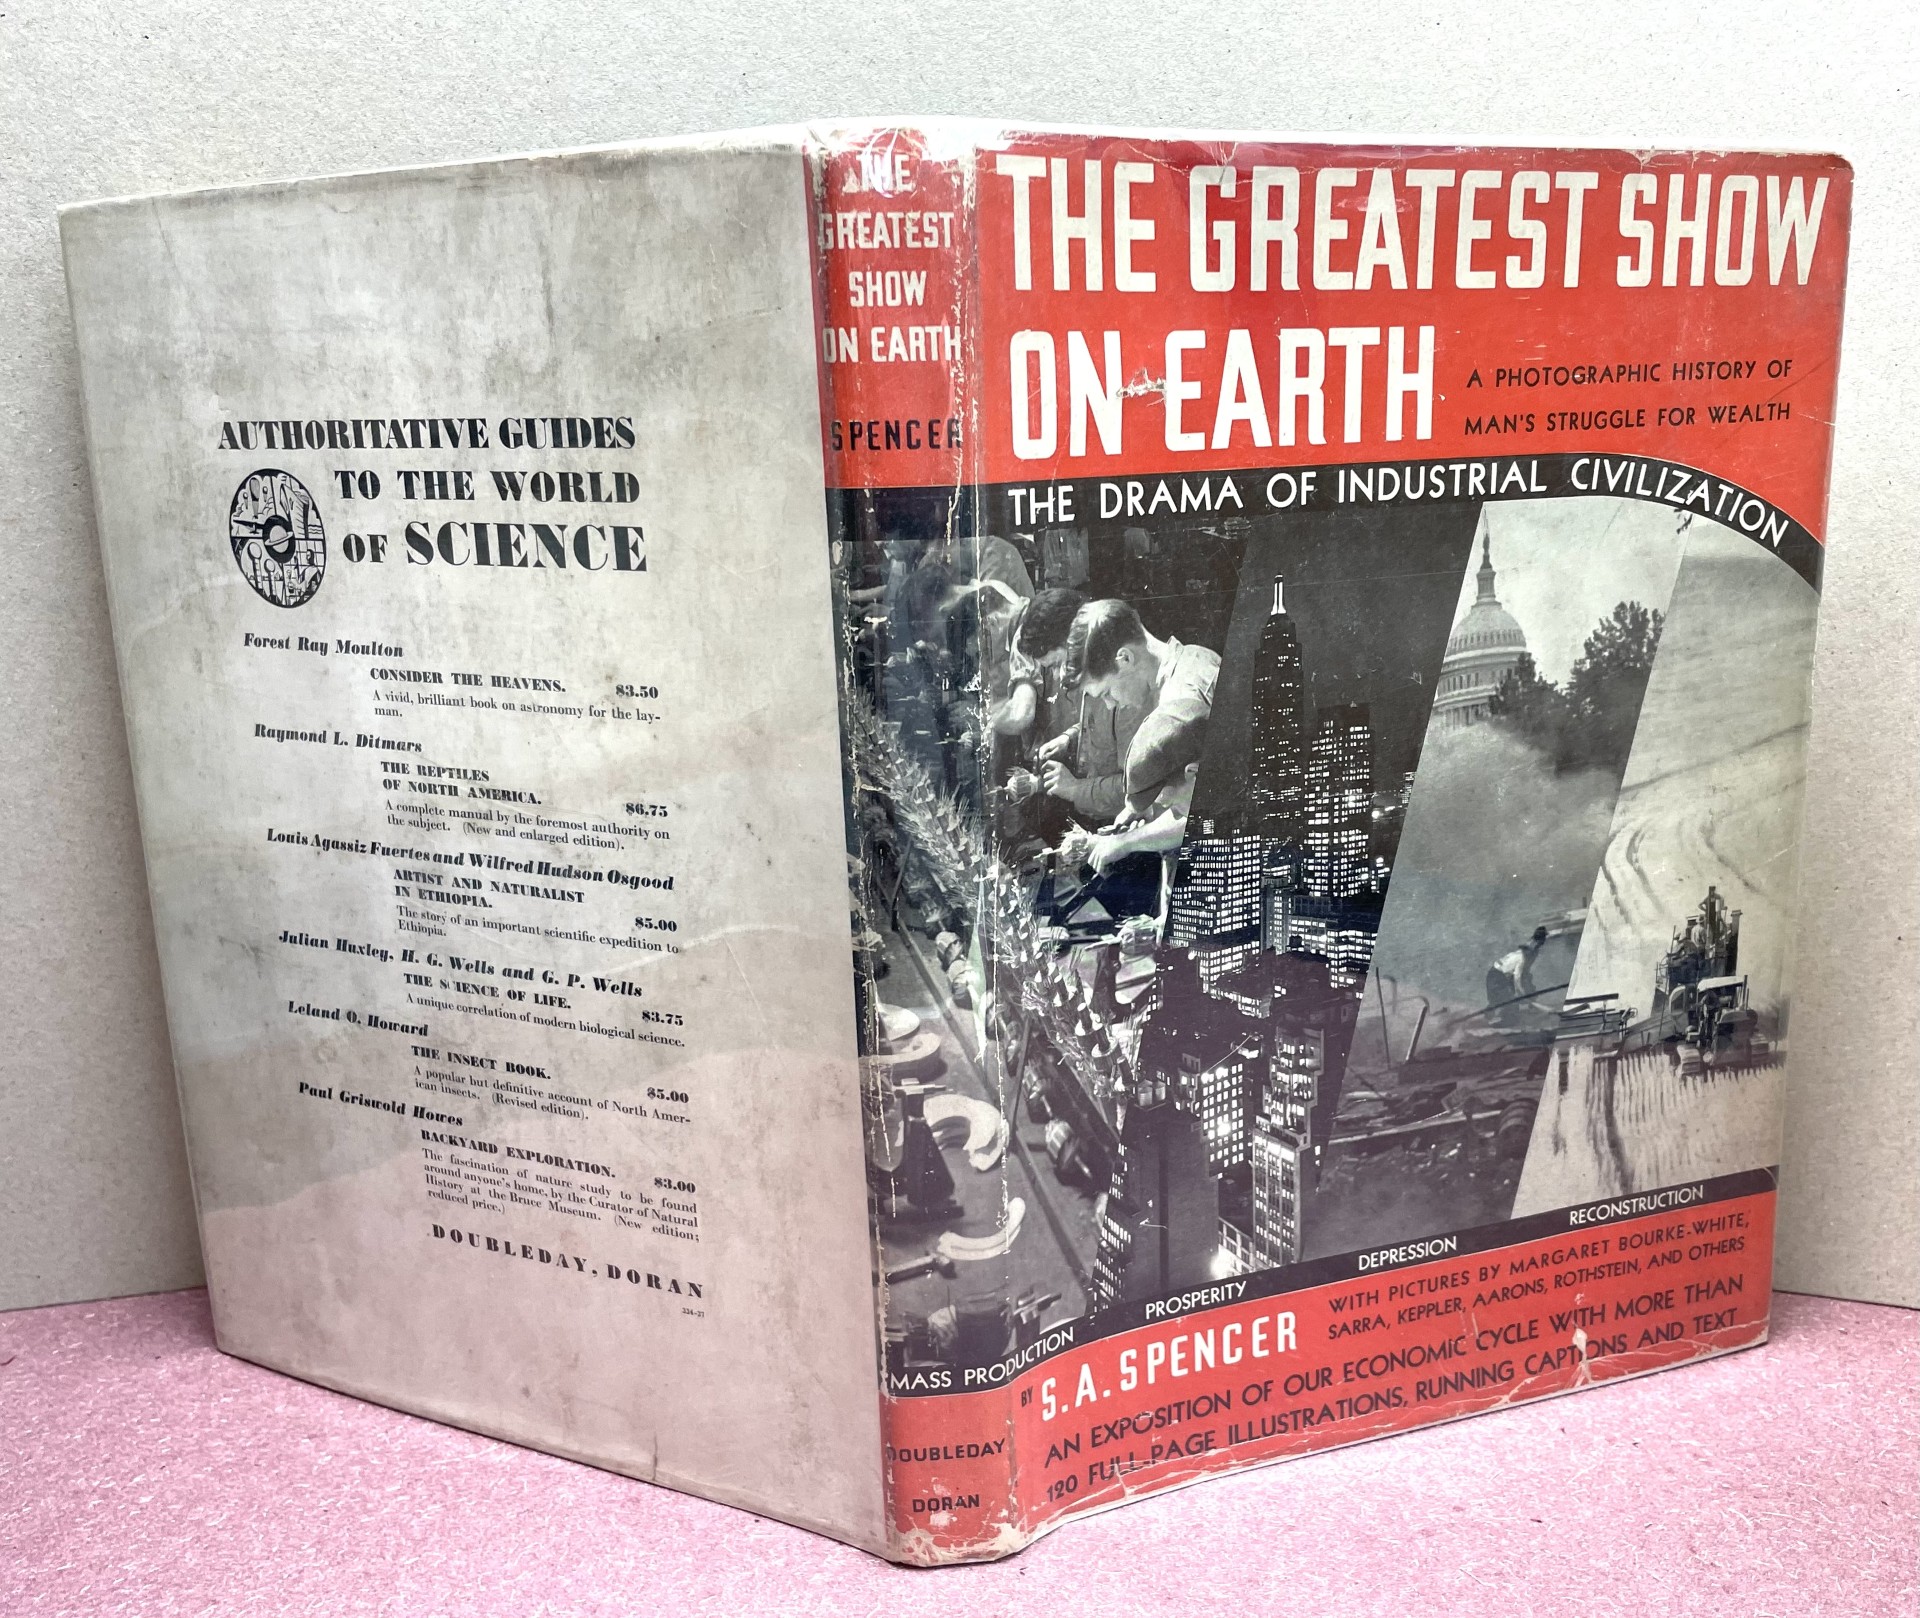 AUTHORITATIVE GUIDES
TO THE WORLD
OF SCIENCE
Forest Ray Moulton
CONSIDER THE HEAVENS. $3.50
A vivid, brilliant book on astronomy for the lay-
man.
Raymond L. Ditmars
THE REPTILES
OF NORTH AMERICA. $6.75
A complete manual by the foremost authority on
the subject. (New and enlarged edition).
Louis Agassiz Fuertes and Wilfred Hudson Osgood
ARTIST AND NATURALIST
IN ETHIOPIA. $5.00
The story of an important scientific expedition to
Ethiopia.
Julian Huxley, H. G. Wells and G. P. Wells
THE SCIENCE OF LIFE. $3.75
A unique correlation of modern biological science.
Leland O. Howard
THE INSECT BOOK. $5.00
A popular but definitive account of North Amer-
ican insects. (Revised edition).
Paul Griswold Howes
BACKYARD EXPLORATION. $3.00
The fascination of nature study to be found
around anyone's home, by the Curator of Natural
History at the Bruce Museum. (New edition;
reduced price.)
DOUBLEDAY, DORAN
THE
GREATEST
SHOW
ON EARTH
SPENCER
DOUBLEDAY
DORAN
THE GREATEST SHOW
ON EARTH
A PHOTOGRAPHIC HISTORY OF
MAN'S STRUGGLE FOR WEALTH
THE DRAMA OF INDUSTRIAL CIVILIZATION
MASS PRODUCTION
PROSPERITY
DEPRESSION
RECONSTRUCTION
BY S. A. SPENCER
WITH PICTURES BY MARGARET BOURKE-WHITE,
SARRA, KEPPLER, AARONS, ROTHSTEIN, AND OTHERS
AN EXPOSITION OF OUR ECONOMIC CYCLE WITH MORE THAN
120 FULL-PAGE ILLUSTRATIONS, RUNNING CAPTIONS AND TEXT